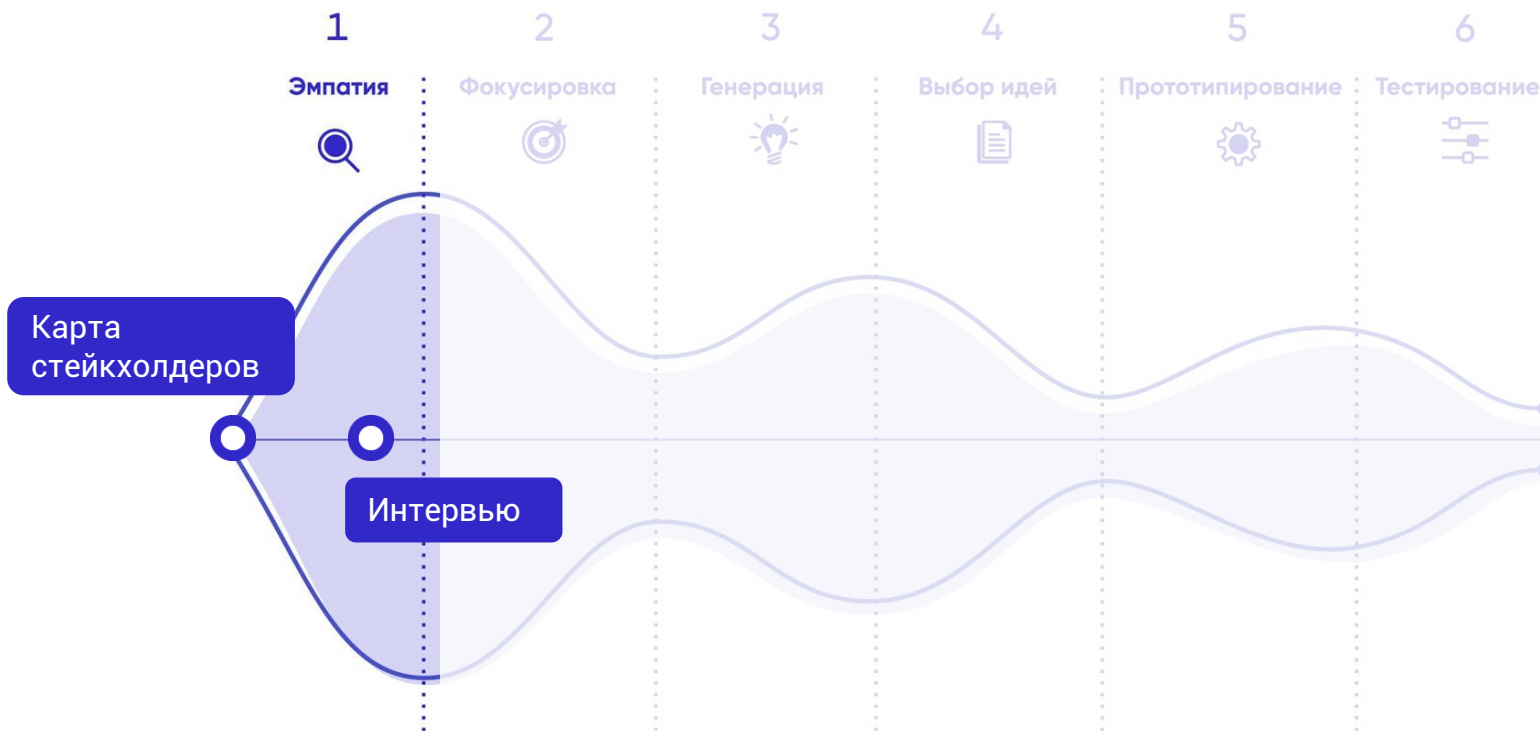 1 2 3 4 5 6
Эмпатия Фокусировка Генерация Выбор идей Прототипирование Тестирование
Карта
стейкхолдеров
Интервью